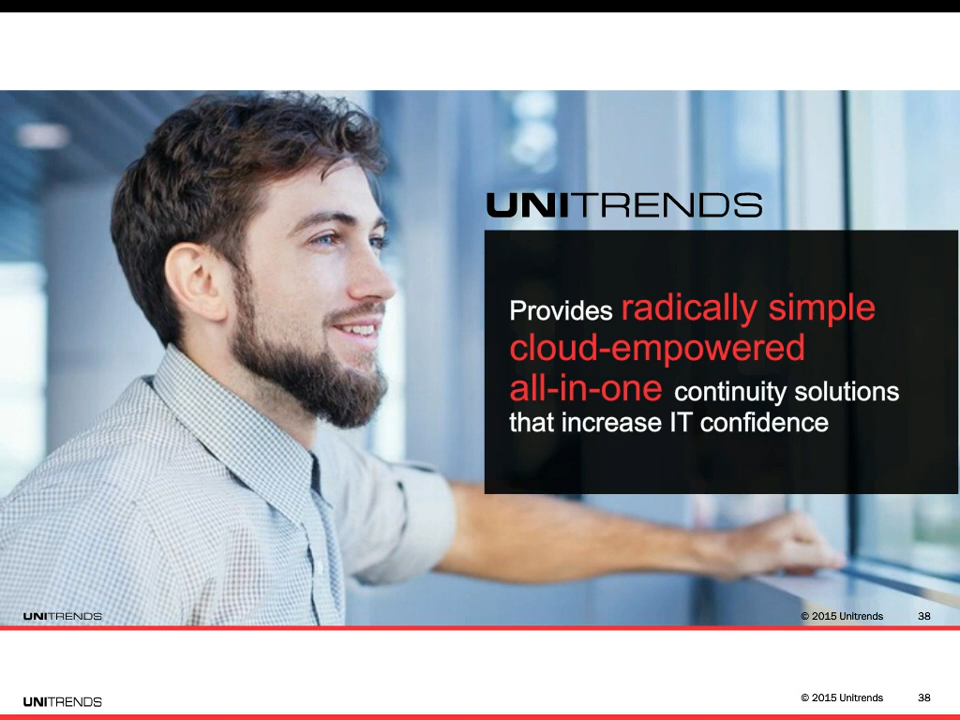 UNITRENDS
Provides radically simple
cloud-empowered
all-in-one continuity solutions
that increase IT confidence
UNITRENDS © 2015 Unitrends 38
UNITRENDS © 2015 Unitrends 38